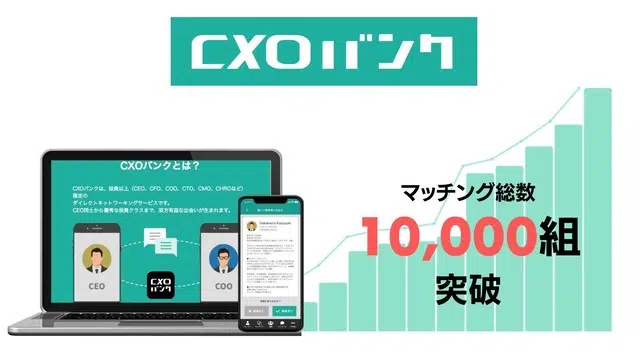 CXOバンク
マッチング総数
10,000組
突破
CXOバンクとは？
CXOバンクは、役員以上（CEO、CFO、COO、CTO、CMO、CHROなど）
限定の
ダイレクトネットワーキングサービスです。
CEO同士から優秀な役員クラスまで、双方有益な出会いが生まれます。
CEO
CXO
バンク
COO